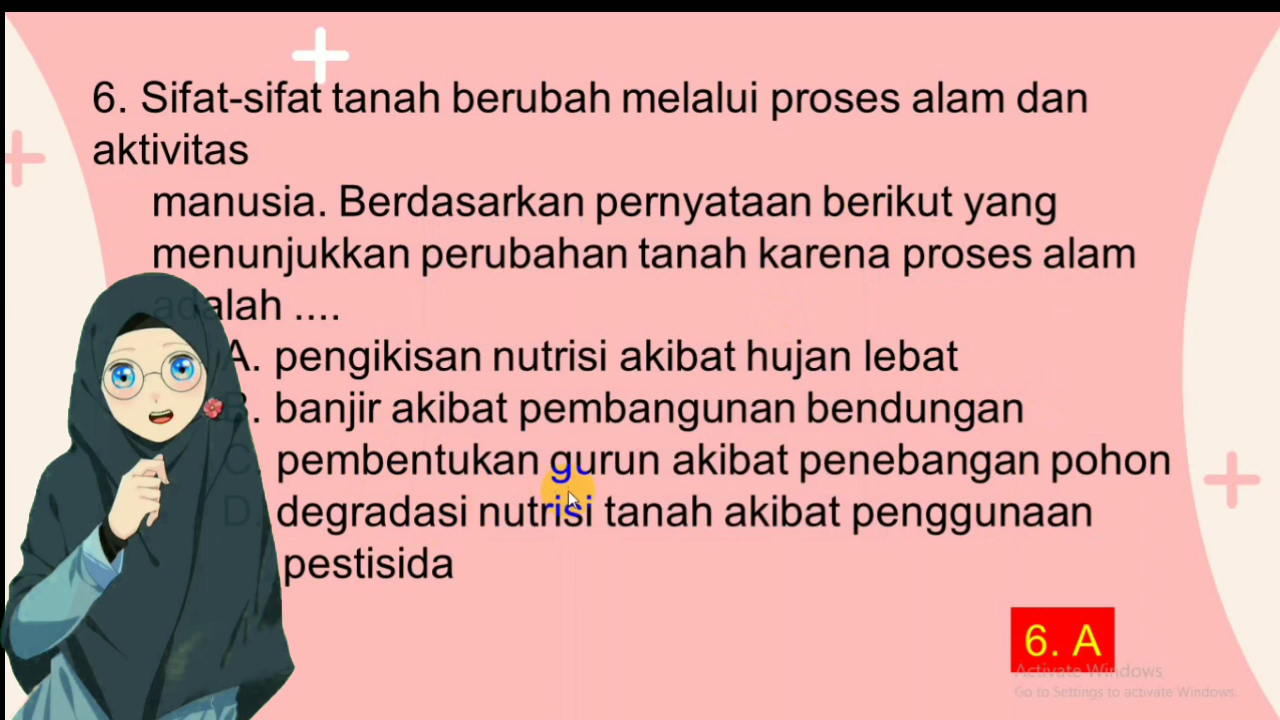 6. Sifat-sifat tanah berubah melalui proses alam dan
aktivitas
manusia. Berdasarkan pernyataan berikut yang
menunjukkan perubahan tanah karena proses alam
adalah ....
A. pengikisan nutrisi akibat hujan lebat
B. banjir akibat pembangunan bendungan
C. pembentukan gurun akibat penebangan pohon
D. degradasi nutrisi tanah akibat penggunaan
pestisida
6. A
Activate Windows
Go to Settings to activate Windows.